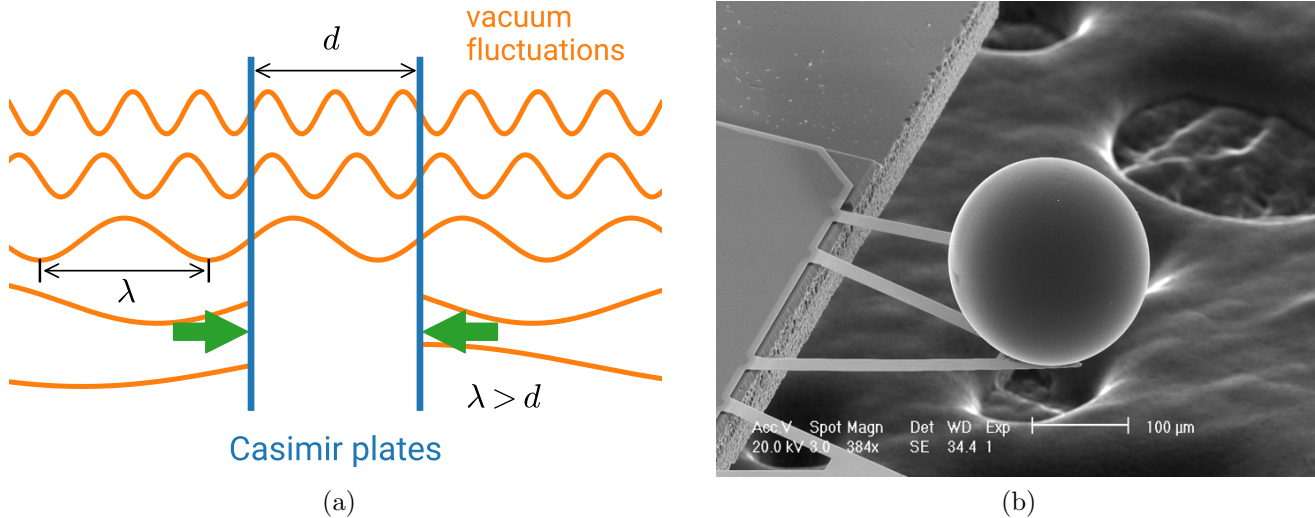 vacuum
fluctuations
d
λ
λ > d
Casimir plates
(a)
Acc.V Spot Magn Det WD Exp
20.0 kV 3.0 384x SE 34.4 1
100 µm
(b)